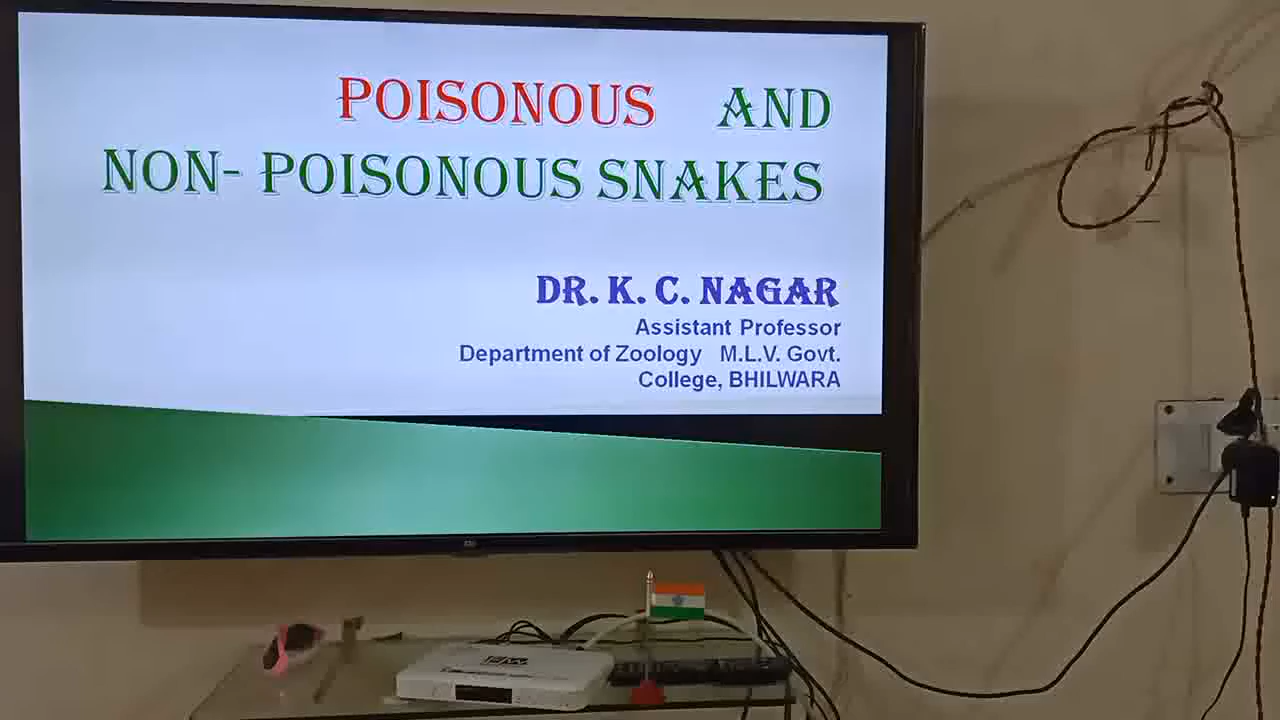 POISONOUS AND
NON- POISONOUS SNAKES
DR. K. C. NAGAR
Assistant Professor
Department of Zoology M.L.V. Govt.
College, BHILWARA